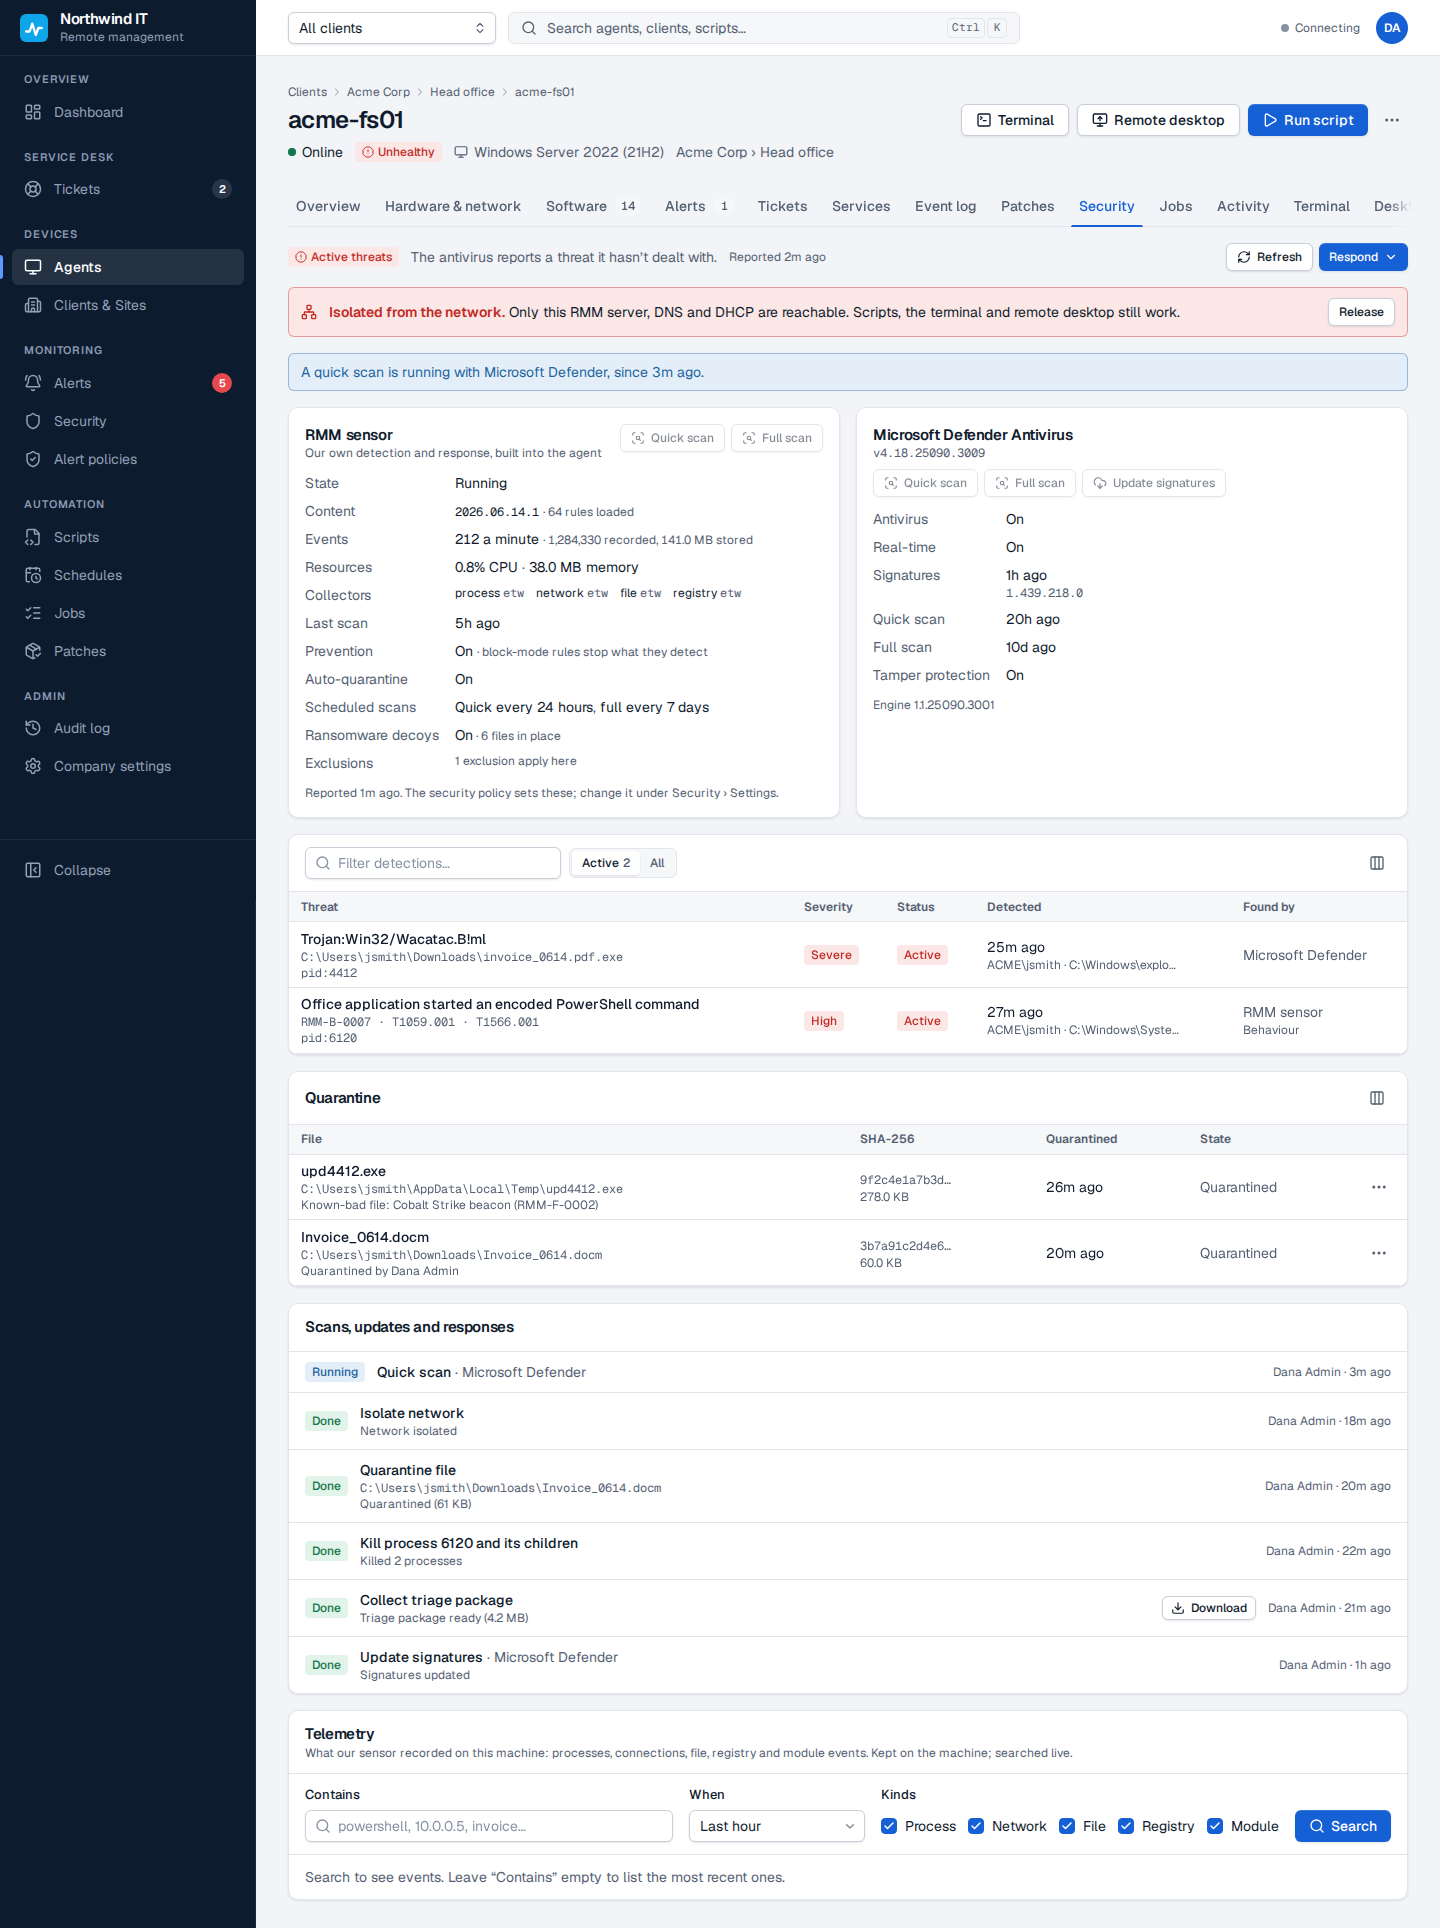 Northwind IT
Remote management
OVERVIEW
Dashboard
SERVICE DESK
Tickets 2
DEVICES
Agents
Clients & Sites
MONITORING
Alerts 5
Security
Alert policies
AUTOMATION
Scripts
Schedules
Jobs
Patches
ADMIN
Audit log
Company settings
Collapse
All clients
Search agents, clients, scripts… Ctrl K
Connecting DA
Clients › Acme Corp › Head office › acme-fs01
acme-fs01
Terminal Remote desktop Run script
Online Unhealthy Windows Server 2022 (21H2) Acme Corp › Head office
Overview Hardware & network Software 14 Alerts 1 Tickets Services Event log Patches Security Jobs Activity Terminal
Active threats The antivirus reports a threat it hasn't dealt with. Reported 2m ago Refresh Respond
Isolated from the network. Only this RMM server, DNS and DHCP are reachable. Scripts, the terminal and remote desktop still work. Release
A quick scan is running with Microsoft Defender, since 3m ago.
RMM sensor
Our own detection and response, built into the agent
Quick scan Full scan
State Running
Content 2026.06.14.1 · 64 rules loaded
Events 212 a minute · 1,284,330 recorded, 141.0 MB stored
Resources 0.8% CPU · 38.0 MB memory
Collectors process etw network etw file etw registry etw
Last scan 5h ago
Prevention On · block-mode rules stop what they detect
Auto-quarantine On
Scheduled scans Quick every 24 hours, full every 7 days
Ransomware decoys On · 6 files in place
Exclusions 1 exclusion apply here
Reported 1m ago. The security policy sets these; change it under Security › Settings.
Microsoft Defender Antivirus
v4.18.25090.3009
Quick scan Full scan Update signatures
Antivirus On
Real-time On
Signatures 1h ago
1.439.218.0
Quick scan 20h ago
Full scan 10d ago
Tamper protection On
Engine 1.1.25090.3001
Filter detections… Active 2 All
Threat Severity Status Detected Found by
Trojan:Win32/Wacatac.B!ml
C:\Users\jsmith\Downloads\invoice_0614.pdf.exe
pid:4412
Severe Active 25m ago
ACME\jsmith · C:\Windows\explo…
Microsoft Defender
Office application started an encoded PowerShell command
RMM-B-0007 · T1059.001 · T1566.001
pid:6120
High Active 27m ago
ACME\jsmith · C:\Windows\Syste…
RMM sensor
Behaviour
Quarantine
File SHA-256 Quarantined State
upd4412.exe
C:\Users\jsmith\AppData\Local\Temp\upd4412.exe
Known-bad file: Cobalt Strike beacon (RMM-F-0002)
9f2c4e1a7b3d…
278.0 KB
26m ago Quarantined
Invoice_0614.docm
C:\Users\jsmith\Downloads\Invoice_0614.docm
Quarantined by Dana Admin
3b7a91c2d4e6…
60.0 KB
20m ago Quarantined
Scans, updates and responses
Running Quick scan · Microsoft Defender Dana Admin · 3m ago
Done Isolate network
Network isolated
Dana Admin · 18m ago
Done Quarantine file
C:\Users\jsmith\Downloads\Invoice_0614.docm
Quarantined (61 KB)
Dana Admin · 20m ago
Done Kill process 6120 and its children
Killed 2 processes
Dana Admin · 22m ago
Done Collect triage package
Triage package ready (4.2 MB)
Download Dana Admin · 21m ago
Done Update signatures · Microsoft Defender
Signatures updated
Dana Admin · 1h ago
Telemetry
What our sensor recorded on this machine: processes, connections, file, registry and module events. Kept on the machine; searched live.
Contains When Kinds
powershell, 10.0.0.5, invoice… Last hour Process Network File Registry Module Search
Search to see events. Leave “Contains” empty to list the most recent ones.